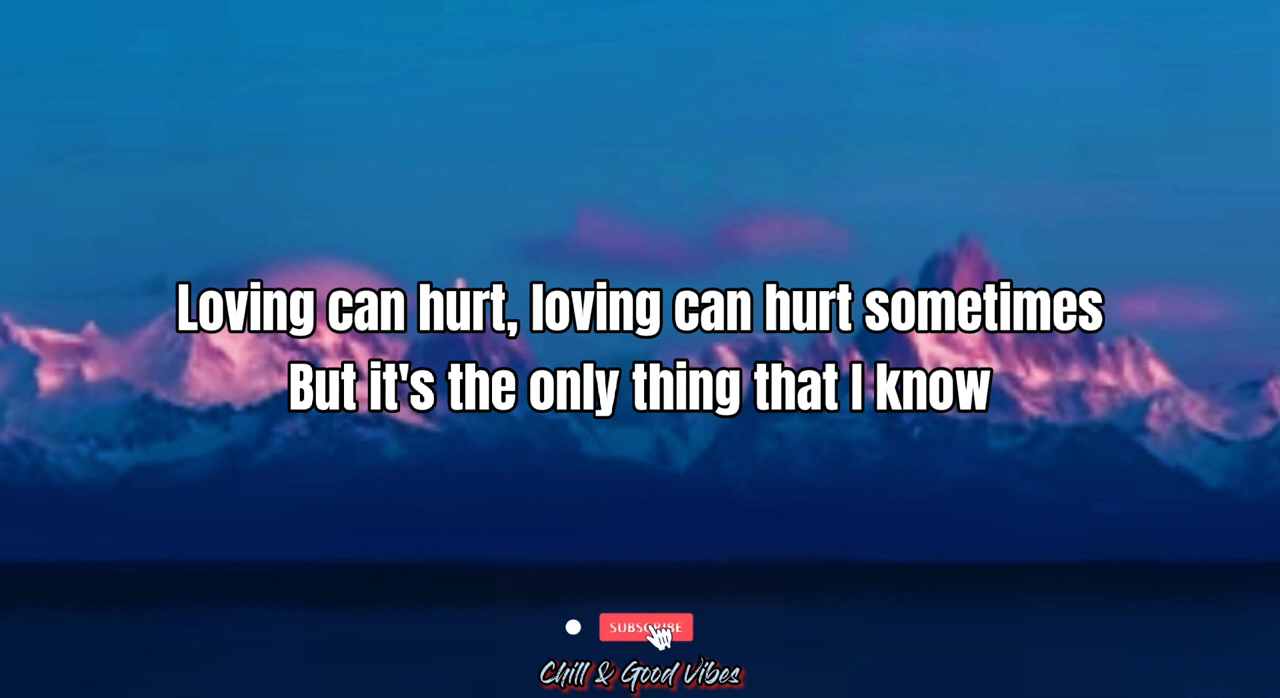 Loving can hurt, loving can hurt sometimes
But it's the only thing that I know
SUBSCRIBE
Chill & Good Vibes